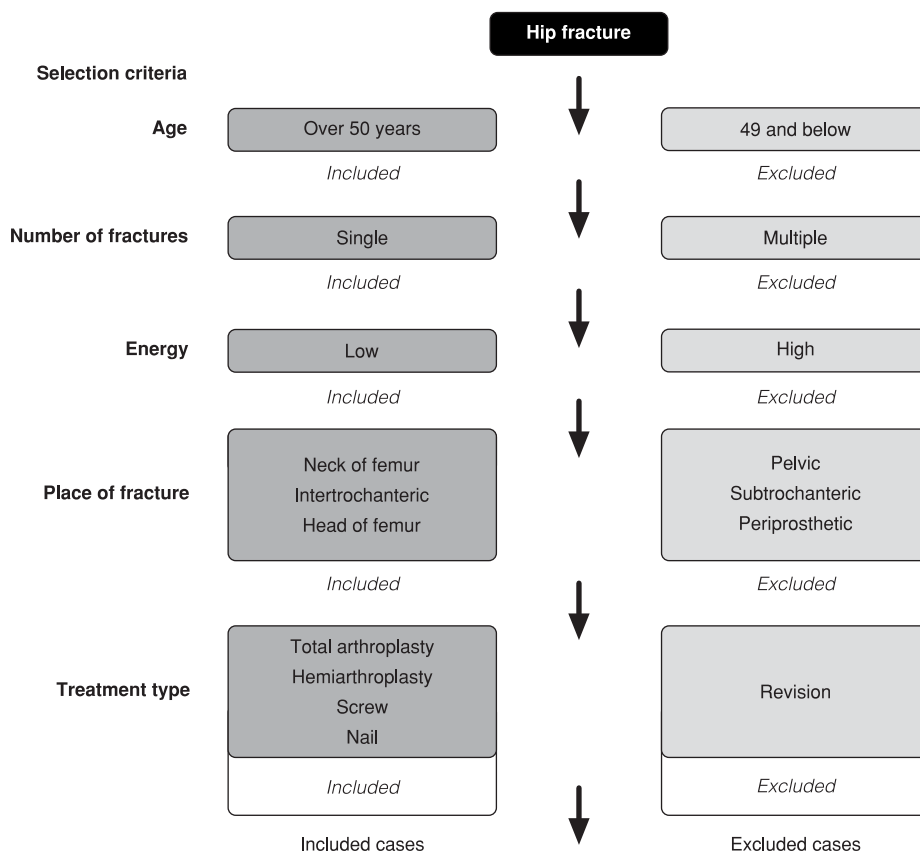 Hip fracture
Selection criteria
Age
Over 50 years
49 and below
Included
Excluded
Number of fractures
Single
Multiple
Included
Excluded
Energy
Low
High
Included
Excluded
Place of fracture
Neck of femur
Intertrochanteric
Head of femur
Pelvic
Subtrochanteric
Periprosthetic
Included
Excluded
Treatment type
Total arthroplasty
Hemiarthroplasty
Screw
Nail
Revision
Included
Excluded
Included cases
Excluded cases